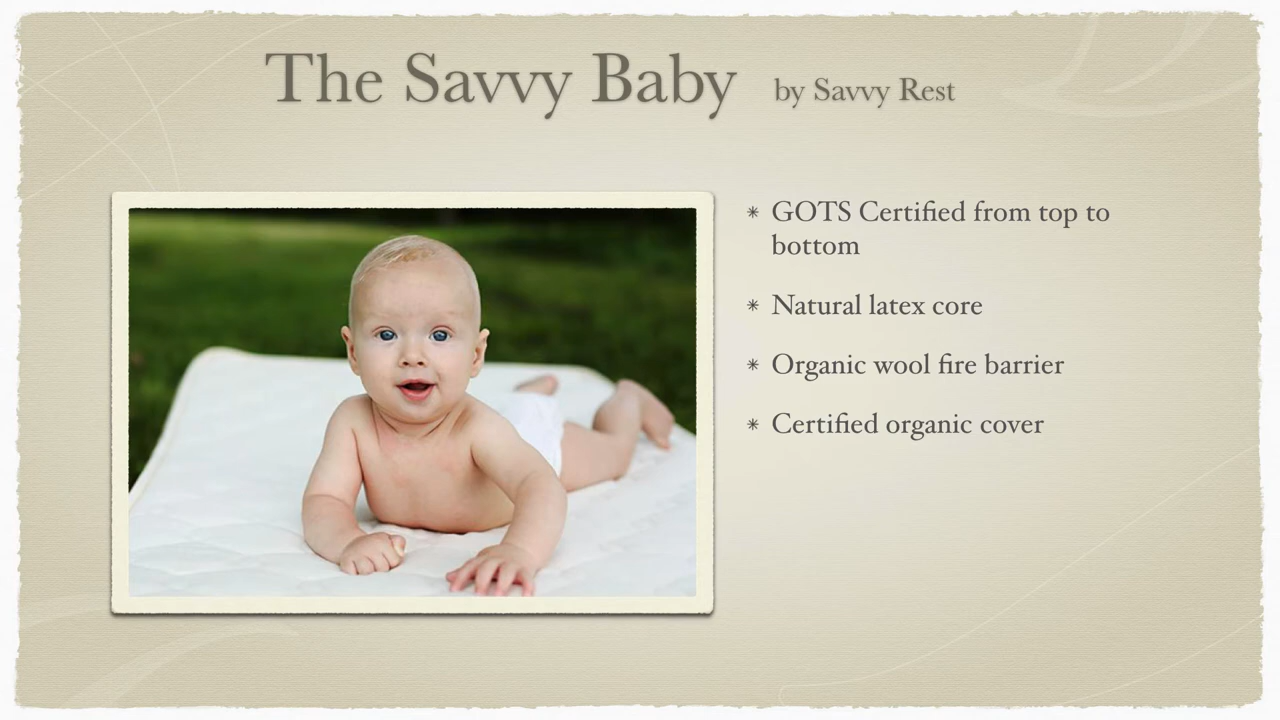 The Savvy Baby by Savvy Rest
GOTS Certified from top to
bottom
Natural latex core
Organic wool fire barrier
Certified organic cover